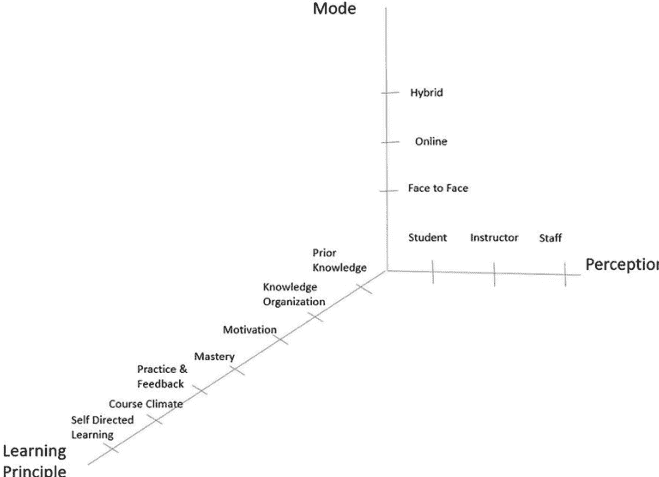 Mode
Hybrid
Online
Face to Face
Student
Instructor
Staff
Perception
Prior
Knowledge
Knowledge
Organization
Motivation
Mastery
Practice &
Feedback
Course Climate
Self Directed
Learning
Learning
Principle